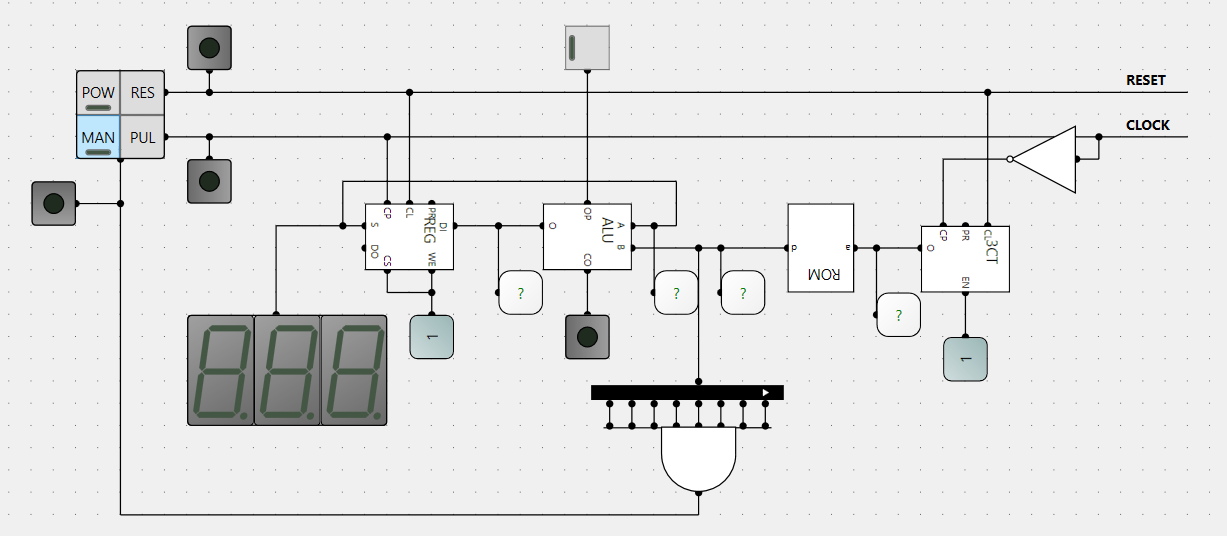 RESET
POW RES
CLOCK
MAN PUL
CP CL PR
S REG DI
DO
CS WE
OP
O ALU A
B
CO
d a
ROM
CP PR CL
O 3CT
EN
? ? ? ?
1
1